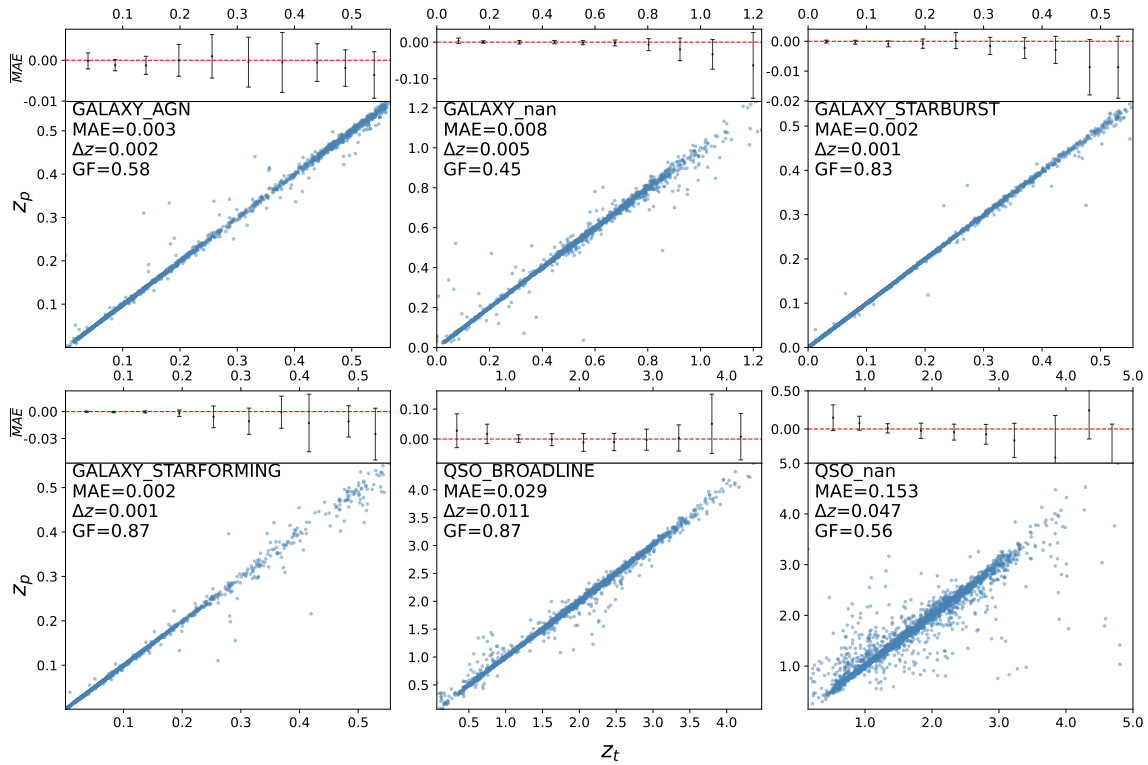 0.1 0.2 0.3 0.4 0.5
0.0 0.2 0.4 0.6 0.8 1.0 1.2
0.0 0.1 0.2 0.3 0.4 0.5
MAE
0.00
-0.01
0.00
-0.10
0.00
-0.01
-0.02
GALAXY_AGN
MAE=0.003
Δz=0.002
GF=0.58
GALAXY_nan
MAE=0.008
Δz=0.005
GF=0.45
GALAXY_STARBURST
MAE=0.002
Δz=0.001
GF=0.83
z_p
0.5
0.4
0.3
0.2
0.1
1.2
1.0
0.8
0.6
0.4
0.2
0.0
0.5
0.4
0.3
0.2
0.1
0.0
0.1 0.2 0.3 0.4 0.5
0.0 0.2 0.4 0.6 0.8 1.0 1.2
0.0 0.1 0.2 0.3 0.4 0.5
0.1 0.2 0.3 0.4 0.5
1.0 2.0 3.0 4.0
1.0 2.0 3.0 4.0 5.0
MAE
0.00
-0.03
0.10
0.00
0.50
0.00
GALAXY_STARFORMING
MAE=0.002
Δz=0.001
GF=0.87
QSO_BROADLINE
MAE=0.029
Δz=0.011
GF=0.87
QSO_nan
MAE=0.153
Δz=0.047
GF=0.56
z_p
0.5
0.4
0.3
0.2
0.1
4.0
3.5
3.0
2.5
2.0
1.5
1.0
0.5
5.0
4.0
3.0
2.0
1.0
0.1 0.2 0.3 0.4 0.5
0.5 1.0 1.5 2.0 2.5 3.0 3.5 4.0
1.0 2.0 3.0 4.0 5.0
z_t